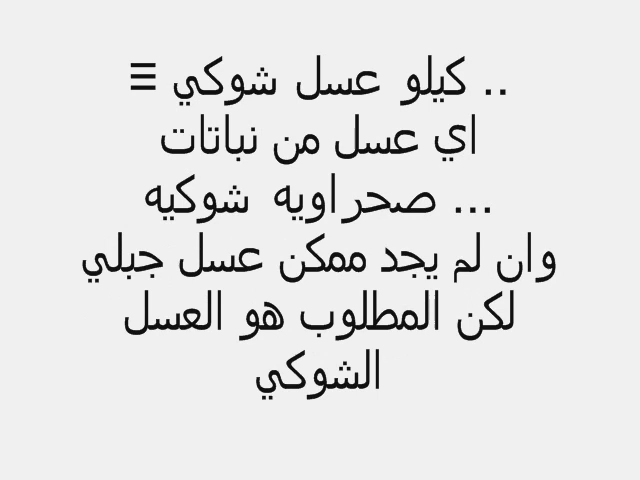 .. كيلو عسل شوكي ≡
اي عسل من نباتات
... صحراويه شوكيه
وان لم يجد ممكن عسل جبلي
لكن المطلوب هو العسل
الشوكي